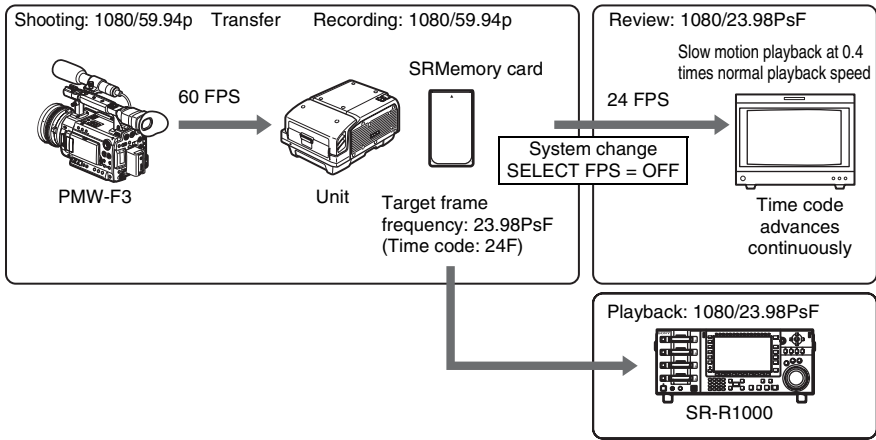 Shooting: 1080/59.94p Transfer Recording: 1080/59.94p
60 FPS
PMW-F3
Unit
SRMemory card
Target frame
frequency: 23.98PsF
(Time code: 24F)
24 FPS
System change
SELECT FPS = OFF
Review: 1080/23.98PsF
Slow motion playback at 0.4
times normal playback speed
Time code
advances
continuously
Playback: 1080/23.98PsF
SR-R1000